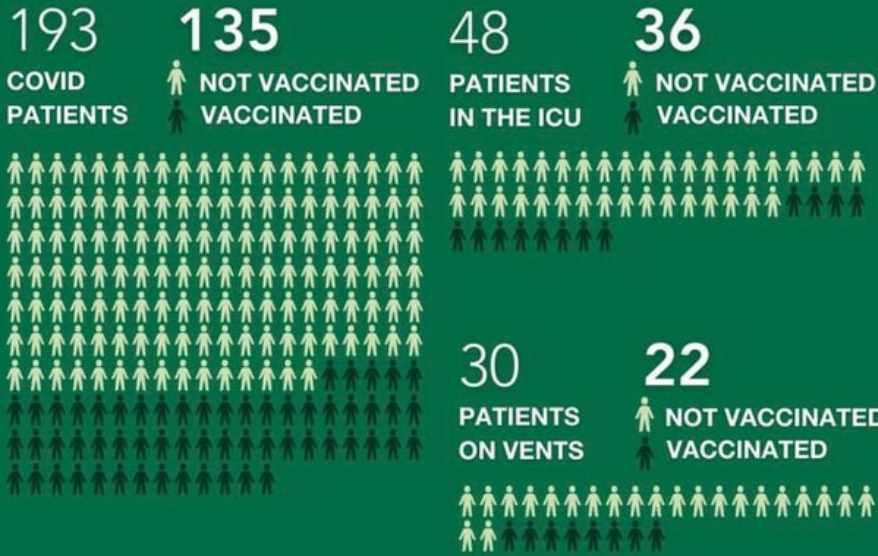 193 135
COVID NOT VACCINATED
PATIENTS VACCINATED
48 36
PATIENTS NOT VACCINATED
IN THE ICU VACCINATED
30 22
PATIENTS NOT VACCINATED
ON VENTS VACCINATED